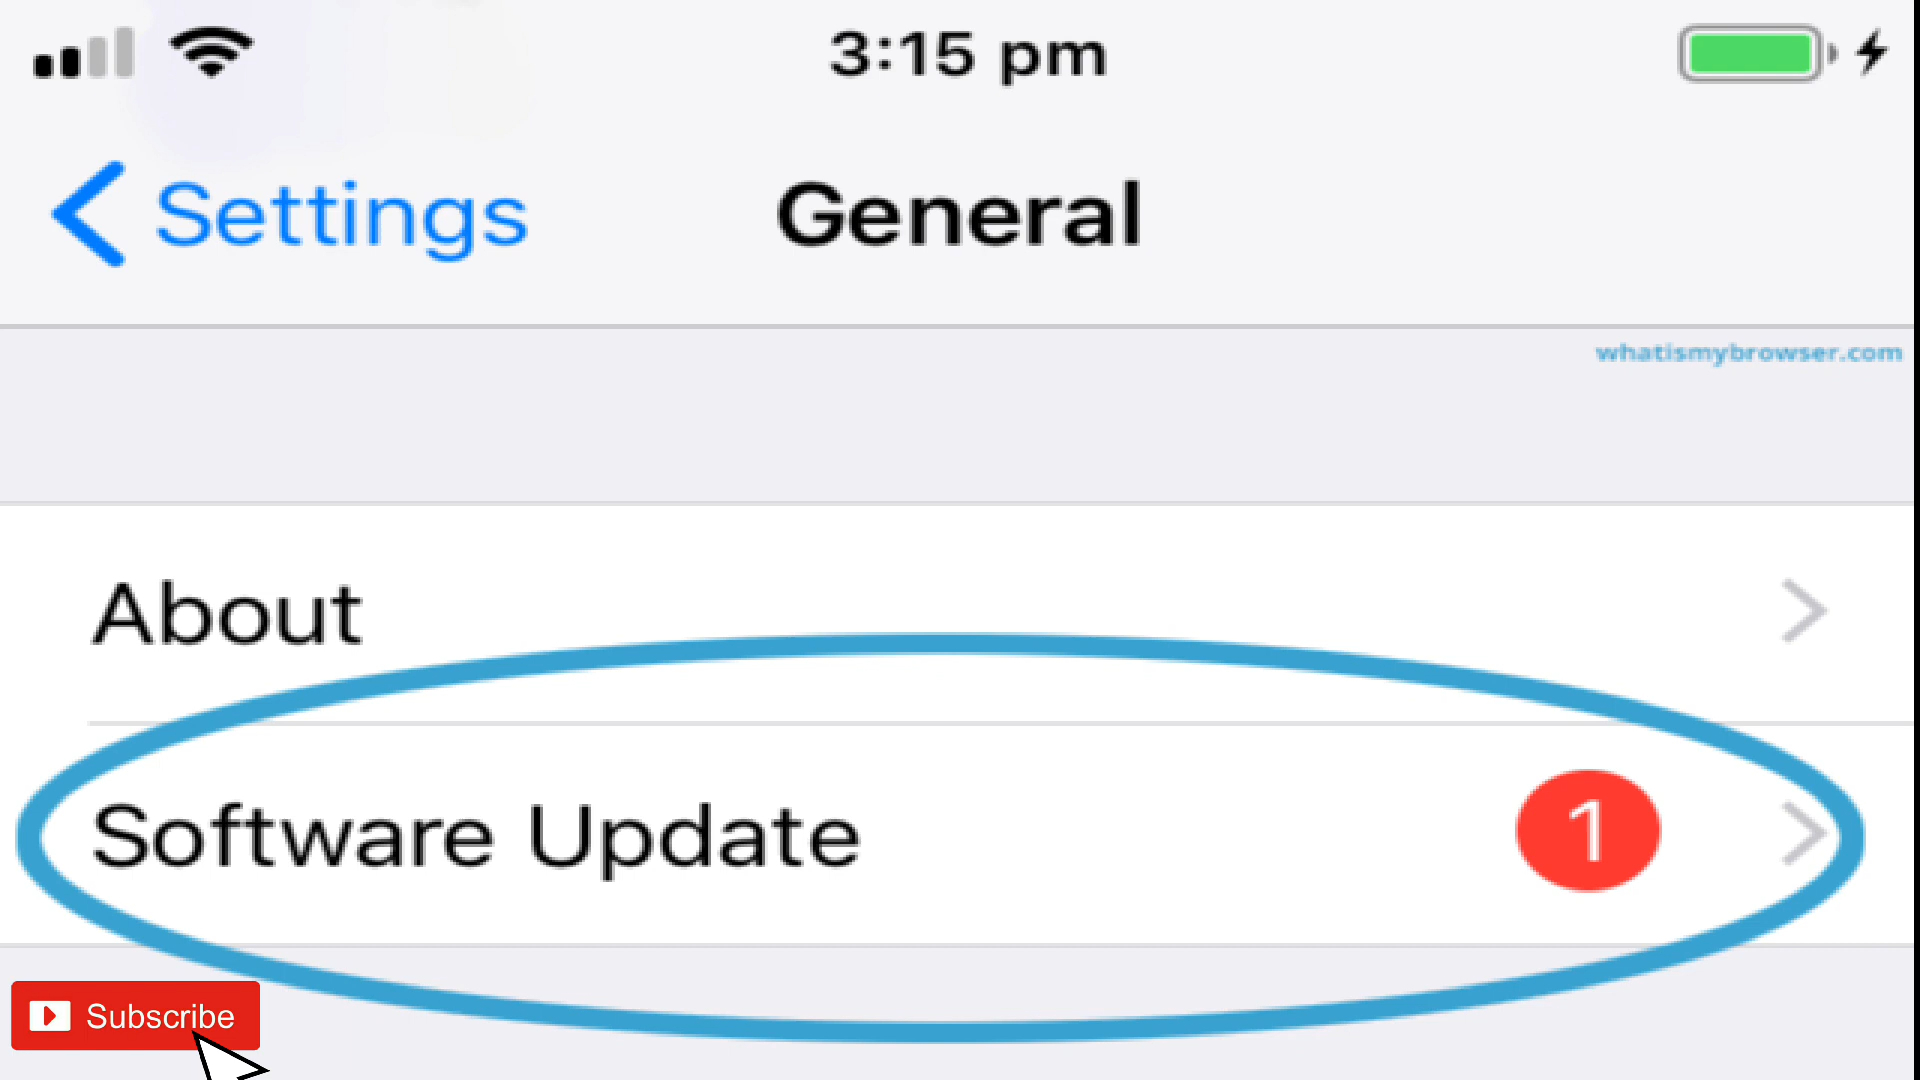 3:15 pm
Settings
General
whatismybrowser.com
About
Software Update
1
Subscribe